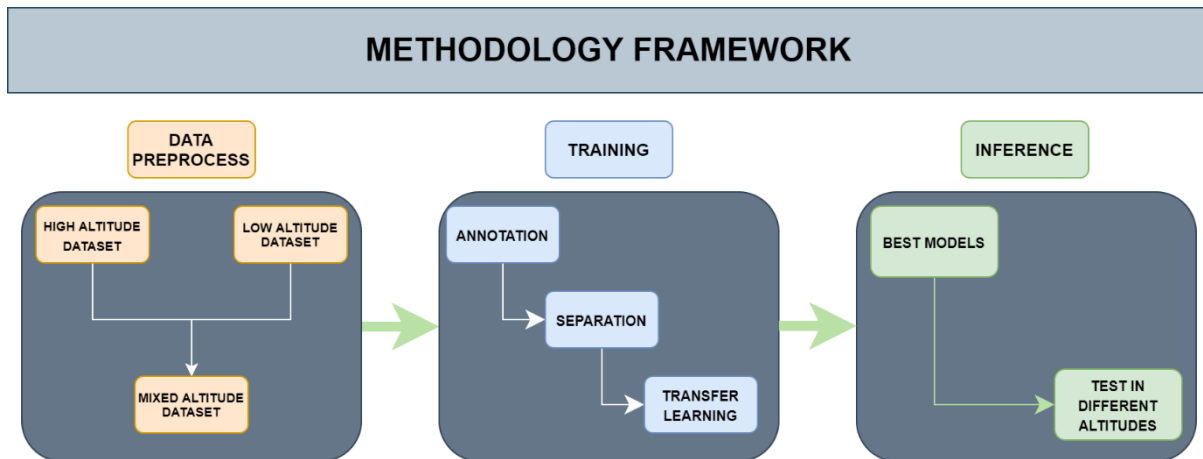 METHODOLOGY FRAMEWORK
DATA
PREPROCESS
HIGH ALTITUDE
DATASET
LOW ALTITUDE
DATASET
MIXED ALTITUDE
DATASET
TRAINING
ANNOTATION
SEPARATION
TRANSFER
LEARNING
INFERENCE
BEST MODELS
TEST IN
DIFFERENT
ALTITUDES